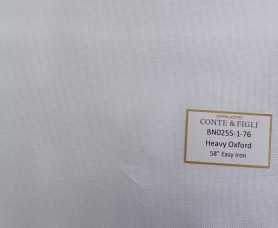 CONTE & FIGLI
BN0255-1-76
Heavy Oxford
58" Easy Iron